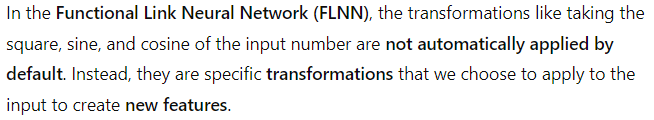 In the Functional Link Neural Network (FLNN), the transformations like taking the
square, sine, and cosine of the input number are not automatically applied by
default. Instead, they are specific transformations that we choose to apply to the
input to create new features.